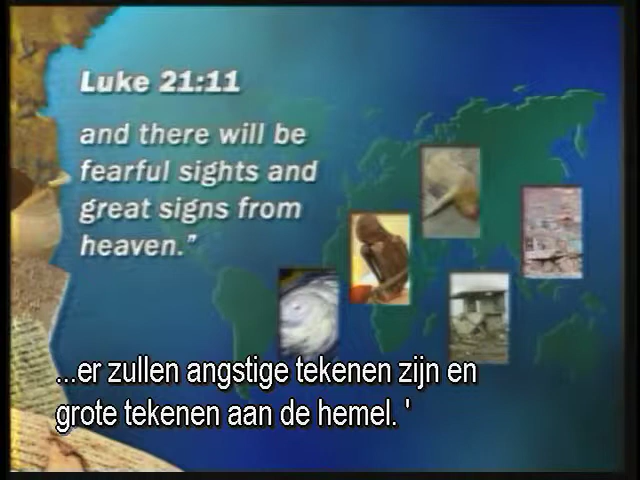 Luke 21:11
and there will be
fearful sights and
great signs from
heaven."
...er zullen angstige tekenen zijn en
grote tekenen aan de hemel. '